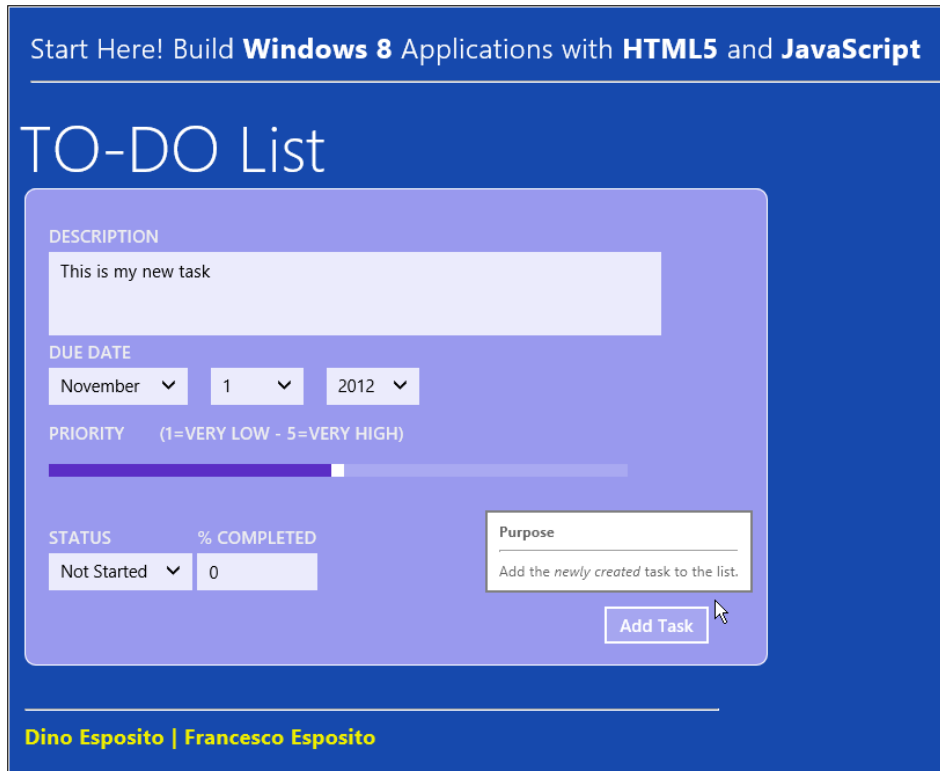 Start Here! Build Windows 8 Applications with HTML5 and JavaScript
TO-DO List
DESCRIPTION
This is my new task
DUE DATE
November 1 2012
PRIORITY (1=VERY LOW - 5=VERY HIGH)
STATUS % COMPLETED
Not Started 0
Purpose
Add the newly created task to the list.
Add Task
Dino Esposito | Francesco Esposito